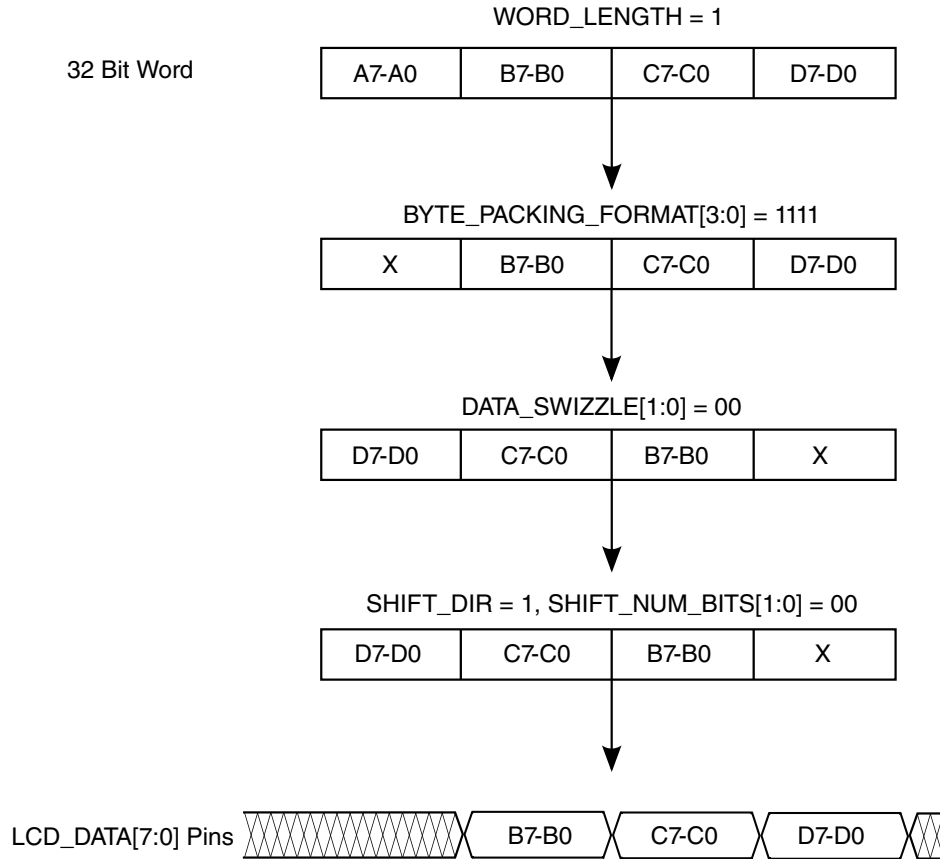 WORD_LENGTH = 1
32 Bit Word A7-A0 B7-B0 C7-C0 D7-D0
BYTE_PACKING_FORMAT[3:0] = 1111
X B7-B0 C7-C0 D7-D0
DATA_SWIZZLE[1:0] = 00
D7-D0 C7-C0 B7-B0 X
SHIFT_DIR = 1, SHIFT_NUM_BITS[1:0] = 00
D7-D0 C7-C0 B7-B0 X
LCD_DATA[7:0] Pins B7-B0 C7-C0 D7-D0